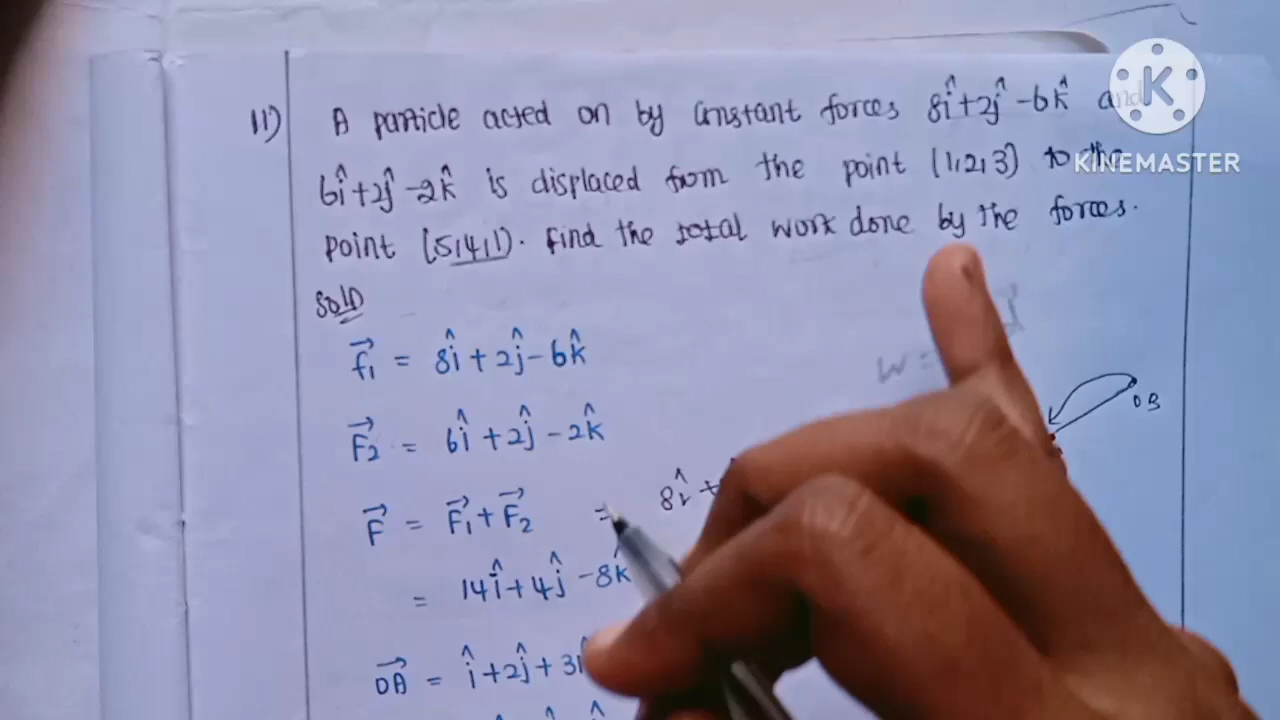 11) A particle acted on by constant forces 8î+2ĵ-6k̂ and
KINEMASTER
6î+2ĵ-2k̂ is displaced from the point (1,2,3) to the
point (5,4,1). Find the total work done by the forces.
Soln
f⃗₁ = 8î+2ĵ-6k̂
W =
OB
F⃗₂ = 6î+2ĵ-2k̂
F⃗ = F⃗₁+F⃗₂ = 8î+
= 14î+4ĵ-8k̂
OA⃗ = î+2ĵ+3